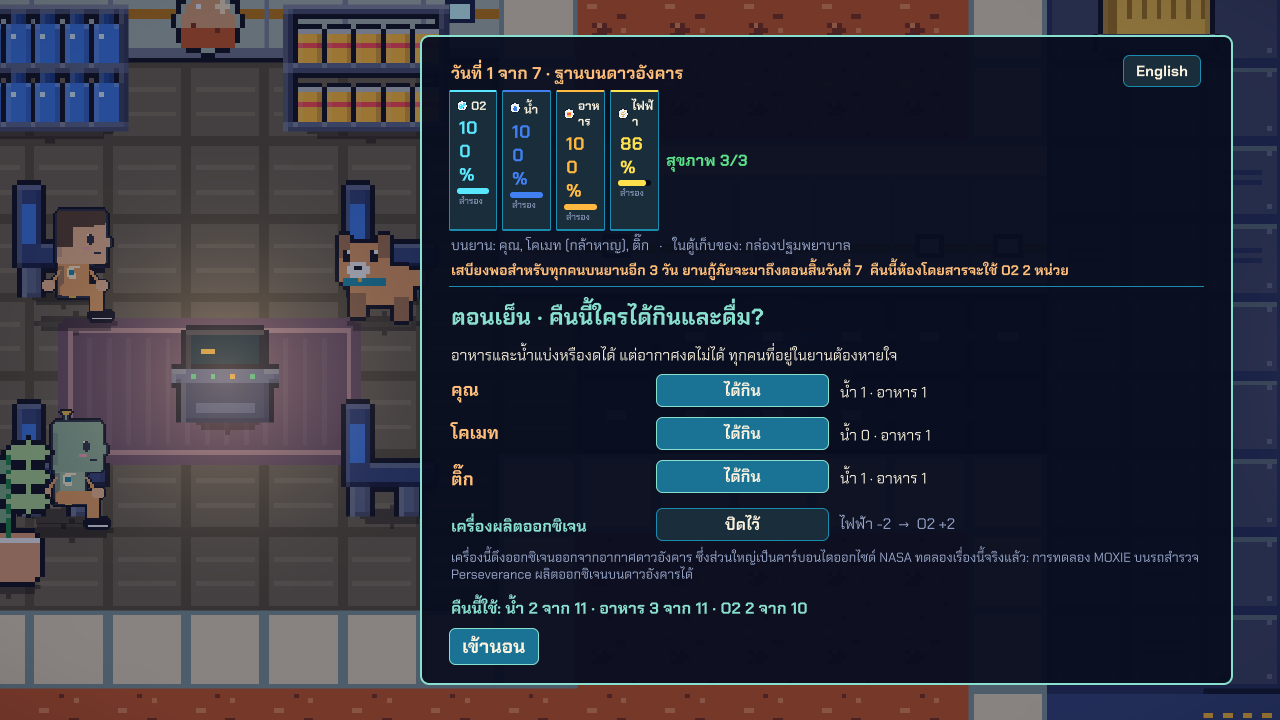 วันที่ 1 จาก 7 · ฐานบนดาวอังคาร
English
O2
100%
สำรอง
น้ำ
100%
สำรอง
อาหาร
100%
สำรอง
ไฟฟ้า
86%
สำรอง
สุขภาพ 3/3
บนยาน: คุณ, โคเมท (กล้าหาญ), ติ๊ก · ในตู้เก็บของ: กล่องปฐมพยาบาล
เสบียงพอสำหรับทุกคนบนยานอีก 3 วัน ยานกู้ภัยจะมาถึงตอนสิ้นวันที่ 7 คืนนี้ห้องโดยสารจะใช้ O2 2 หน่วย
ตอนเย็น · คืนนี้ใครได้กินและดื่ม?
อาหารและน้ำแบ่งหรืองดได้ แต่อากาศงดไม่ได้ ทุกคนที่อยู่ในยานต้องหายใจ
คุณ ได้กิน น้ำ 1 · อาหาร 1
โคเมท ได้กิน น้ำ 0 · อาหาร 1
ติ๊ก ได้กิน น้ำ 1 · อาหาร 1
เครื่องผลิตออกซิเจน ปิดไว้ ไฟฟ้า -2 → O2 +2
เครื่องนี้ดึงออกซิเจนออกจากอากาศดาวอังคาร ซึ่งส่วนใหญ่เป็นคาร์บอนไดออกไซด์ NASA ทดลองเรื่องนี้จริงแล้ว: การทดลอง MOXIE บนรถสำรวจ
Perseverance ผลิตออกซิเจนบนดาวอังคารได้
คืนนี้ใช้: น้ำ 2 จาก 11 · อาหาร 3 จาก 11 · O2 2 จาก 10
เข้านอน